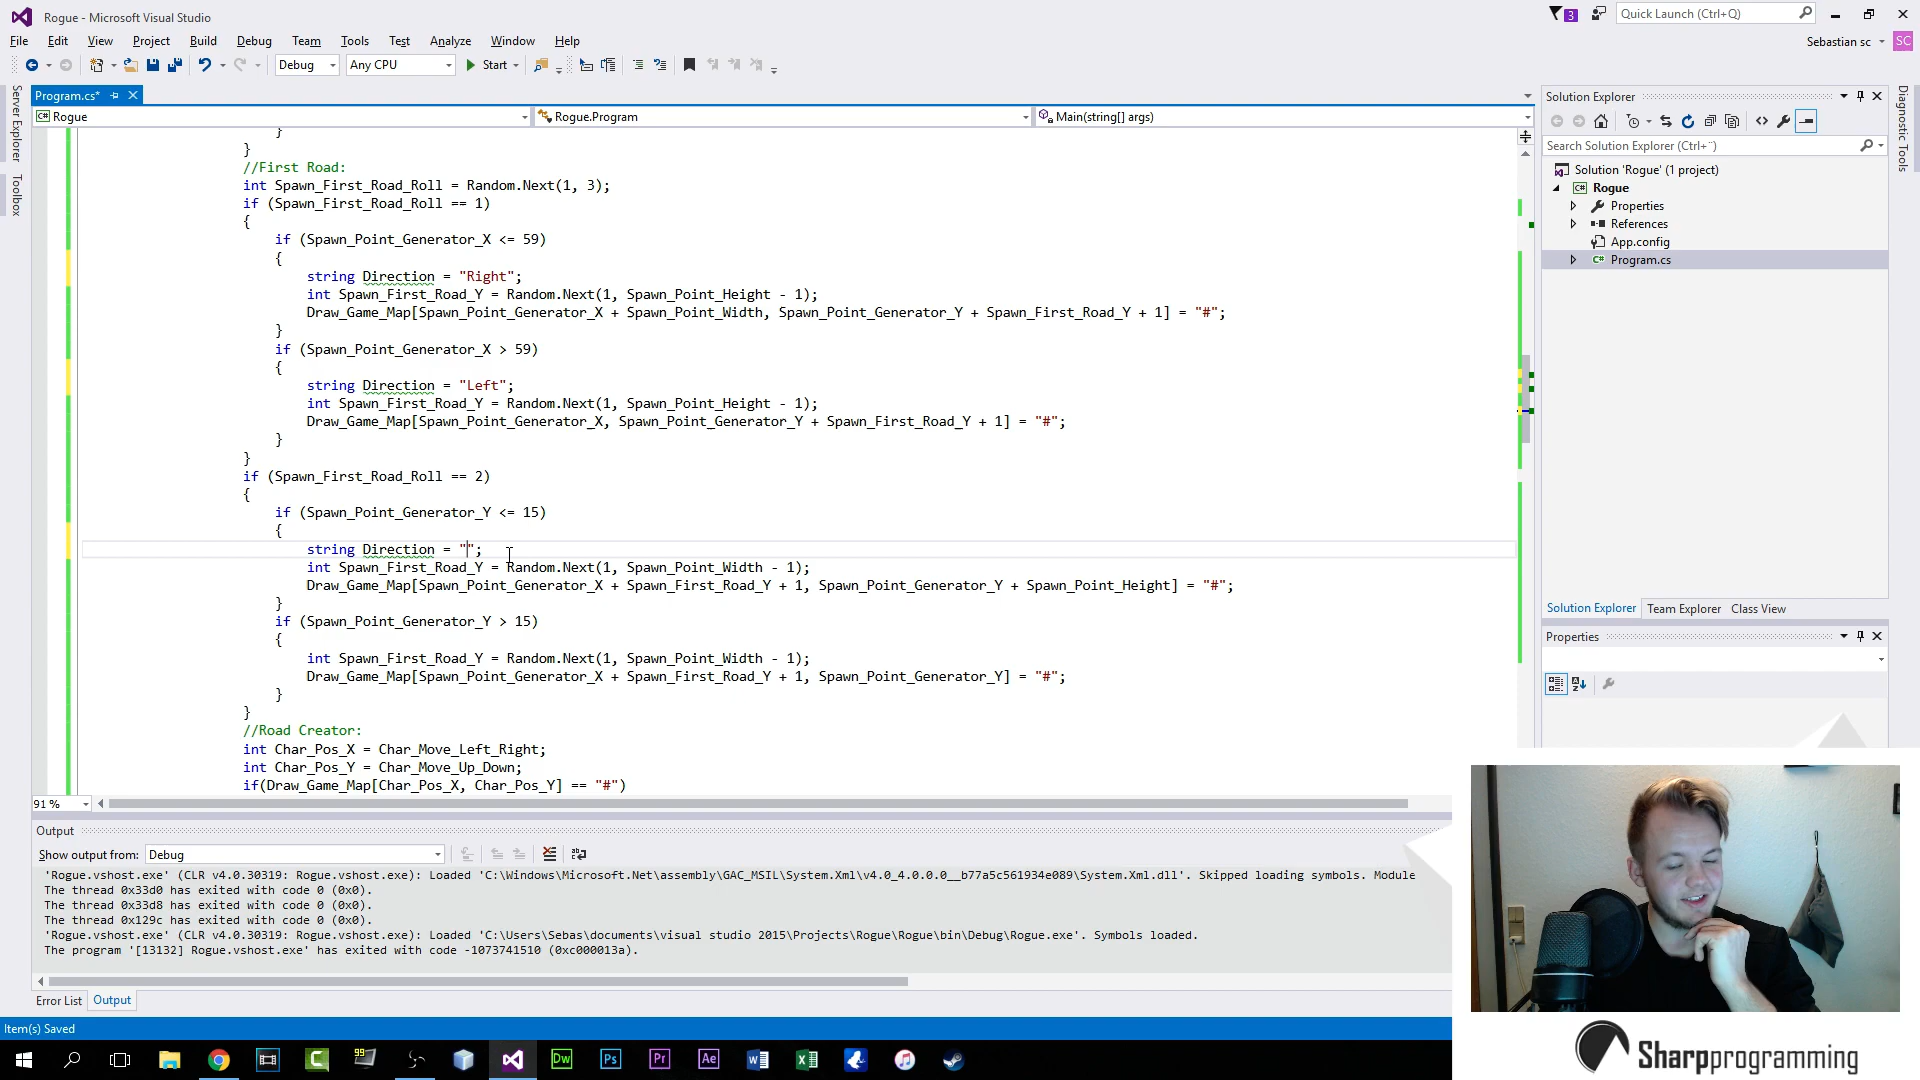 Rogue - Microsoft Visual Studio
3
Quick Launch (Ctrl+Q)
File Edit View Project Build Debug Team Tools Test Analyze Window Help
Sebastian sc
SC
Debug
Any CPU
Start
Server Explorer
Toolbox
Program.cs*
Rogue
Rogue.Program
Main(string[] args)
}
}
//First Road:
int Spawn_First_Road_Roll = Random.Next(1, 3);
if (Spawn_First_Road_Roll == 1)
{
if (Spawn_Point_Generator_X <= 59)
{
string Direction = "Right";
int Spawn_First_Road_Y = Random.Next(1, Spawn_Point_Height - 1);
Draw_Game_Map[Spawn_Point_Generator_X + Spawn_Point_Width, Spawn_Point_Generator_Y + Spawn_First_Road_Y + 1] = "#";
}
if (Spawn_Point_Generator_X > 59)
{
string Direction = "Left";
int Spawn_First_Road_Y = Random.Next(1, Spawn_Point_Height - 1);
Draw_Game_Map[Spawn_Point_Generator_X, Spawn_Point_Generator_Y + Spawn_First_Road_Y + 1] = "#";
}
}
if (Spawn_First_Road_Roll == 2)
{
if (Spawn_Point_Generator_Y <= 15)
{
string Direction = "";
int Spawn_First_Road_Y = Random.Next(1, Spawn_Point_Width - 1);
Draw_Game_Map[Spawn_Point_Generator_X + Spawn_First_Road_Y + 1, Spawn_Point_Generator_Y + Spawn_Point_Height] = "#";
}
if (Spawn_Point_Generator_Y > 15)
{
int Spawn_First_Road_Y = Random.Next(1, Spawn_Point_Width - 1);
Draw_Game_Map[Spawn_Point_Generator_X + Spawn_First_Road_Y + 1, Spawn_Point_Generator_Y] = "#";
}
}
//Road Creator:
int Char_Pos_X = Char_Move_Left_Right;
int Char_Pos_Y = Char_Move_Up_Down;
if(Draw_Game_Map[Char_Pos_X, Char_Pos_Y] == "#")
91 %
Output
Show output from: Debug
'Rogue.vshost.exe' (CLR v4.0.30319: Rogue.vshost.exe): Loaded 'C:\Windows\Microsoft.Net\assembly\GAC_MSIL\System.Xml\v4.0_4.0.0.0__b77a5c561934e089\System.Xml.dll'. Skipped loading symbols. Module
The thread 0x33d0 has exited with code 0 (0x0).
The thread 0x33d8 has exited with code 0 (0x0).
The thread 0x129c has exited with code 0 (0x0).
'Rogue.vshost.exe' (CLR v4.0.30319: Rogue.vshost.exe): Loaded 'C:\Users\Sebas\documents\visual studio 2015\Projects\Rogue\Rogue\bin\Debug\Rogue.exe'. Symbols loaded.
The program '[13132] Rogue.vshost.exe' has exited with code -1073741510 (0xc000013a).
Error List Output
Item(s) Saved
Solution Explorer
Search Solution Explorer (Ctrl+¨)
Solution 'Rogue' (1 project)
C# Rogue
Properties
References
App.config
C# Program.cs
Solution Explorer Team Explorer Class View
Properties
Diagnostic Tools
Dw
Ps
Pr
Ae
Sharpprogramming